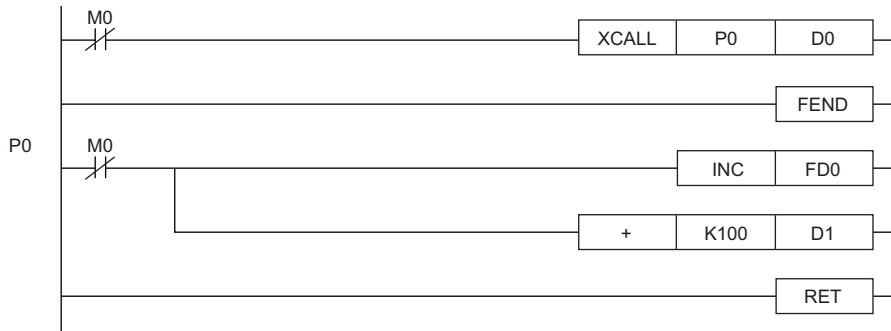 M0
XCALL P0 D0
FEND
P0
M0
INC FD0
+ K100 D1
RET